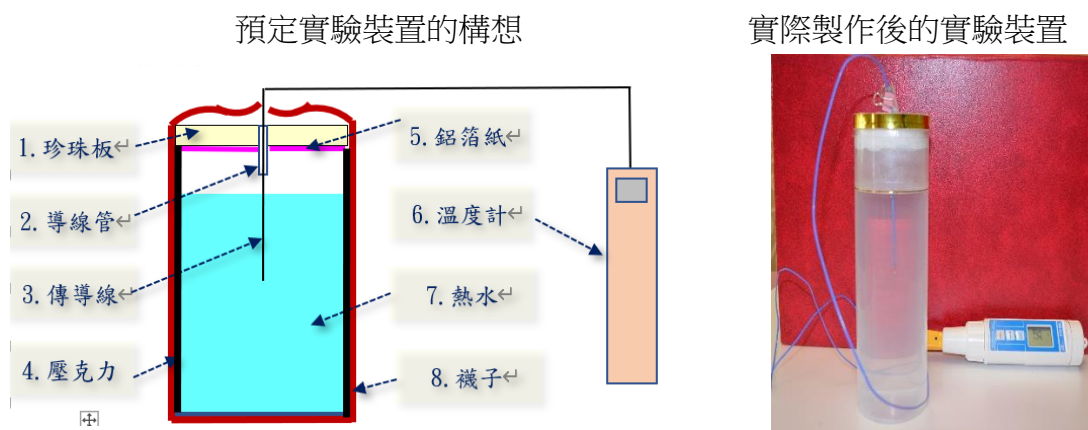 預定實驗裝置的構想
實際製作後的實驗裝置
1.珍珠板↵
2.導線管↵
3.傳導線↵
4.壓克力
5.鋁箔紙↵
6.溫度計↵
7.熱水↵
8.襪子↵